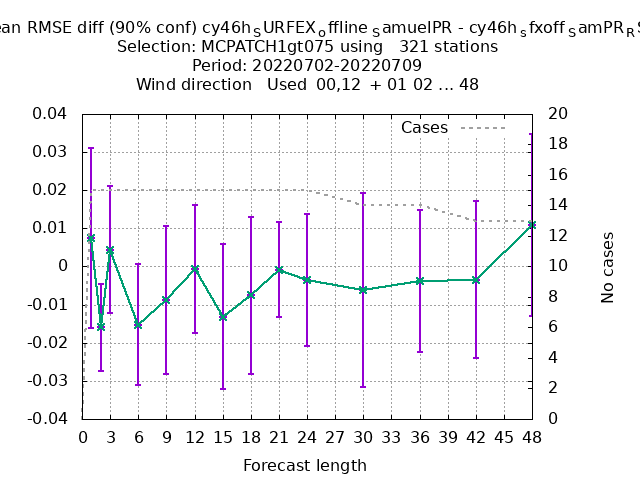 ean RMSE diff (90% conf) cy46h_SURFEX_offline_SamuelPR - cy46h_sfxoff_SamPR_RS
Selection: MCPATCH1gt075 using   321 stations
Period: 20220702-20220709
Wind direction   Used  00,12  + 01 02 ... 48
Cases
0.04
0.03
0.02
0.01
0
-0.01
-0.02
-0.03
-0.04
20
18
16
14
12
10
8
6
4
2
0
No cases
0 3 6 9 12 15 18 21 24 27 30 33 36 39 42 45 48
Forecast length